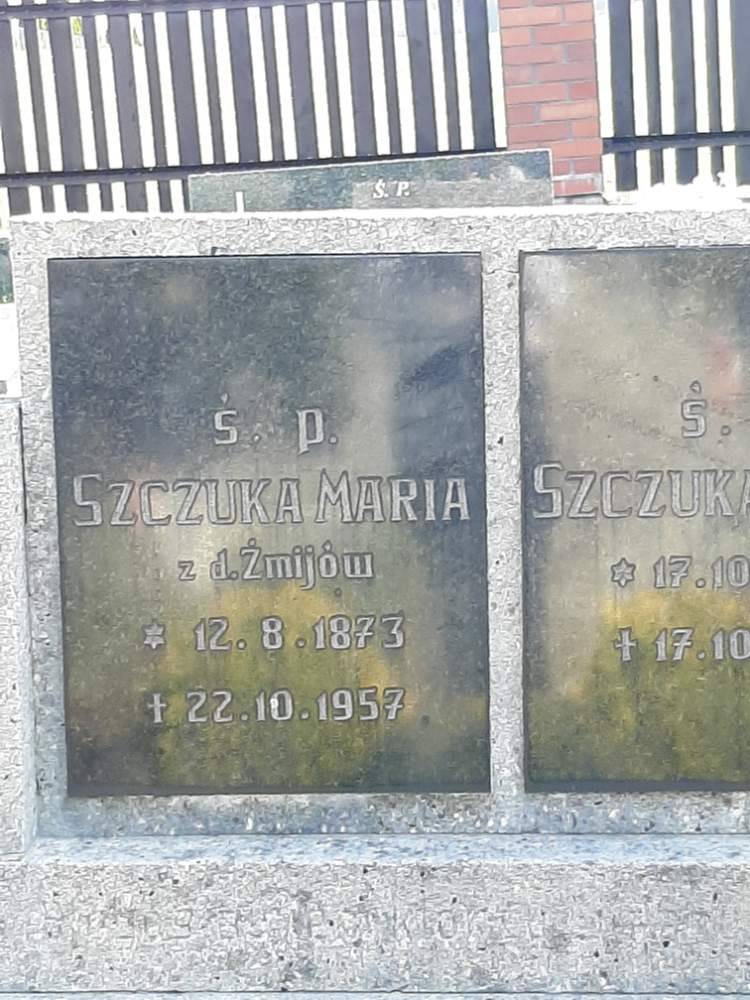 Ś. P.
Ś. p.
SZCZUKA MARIA
z d. Żmijów
* 12.8.1873
✝ 22.10.1957
Ś.
SZCZUKA
* 17.10
✝ 17.10